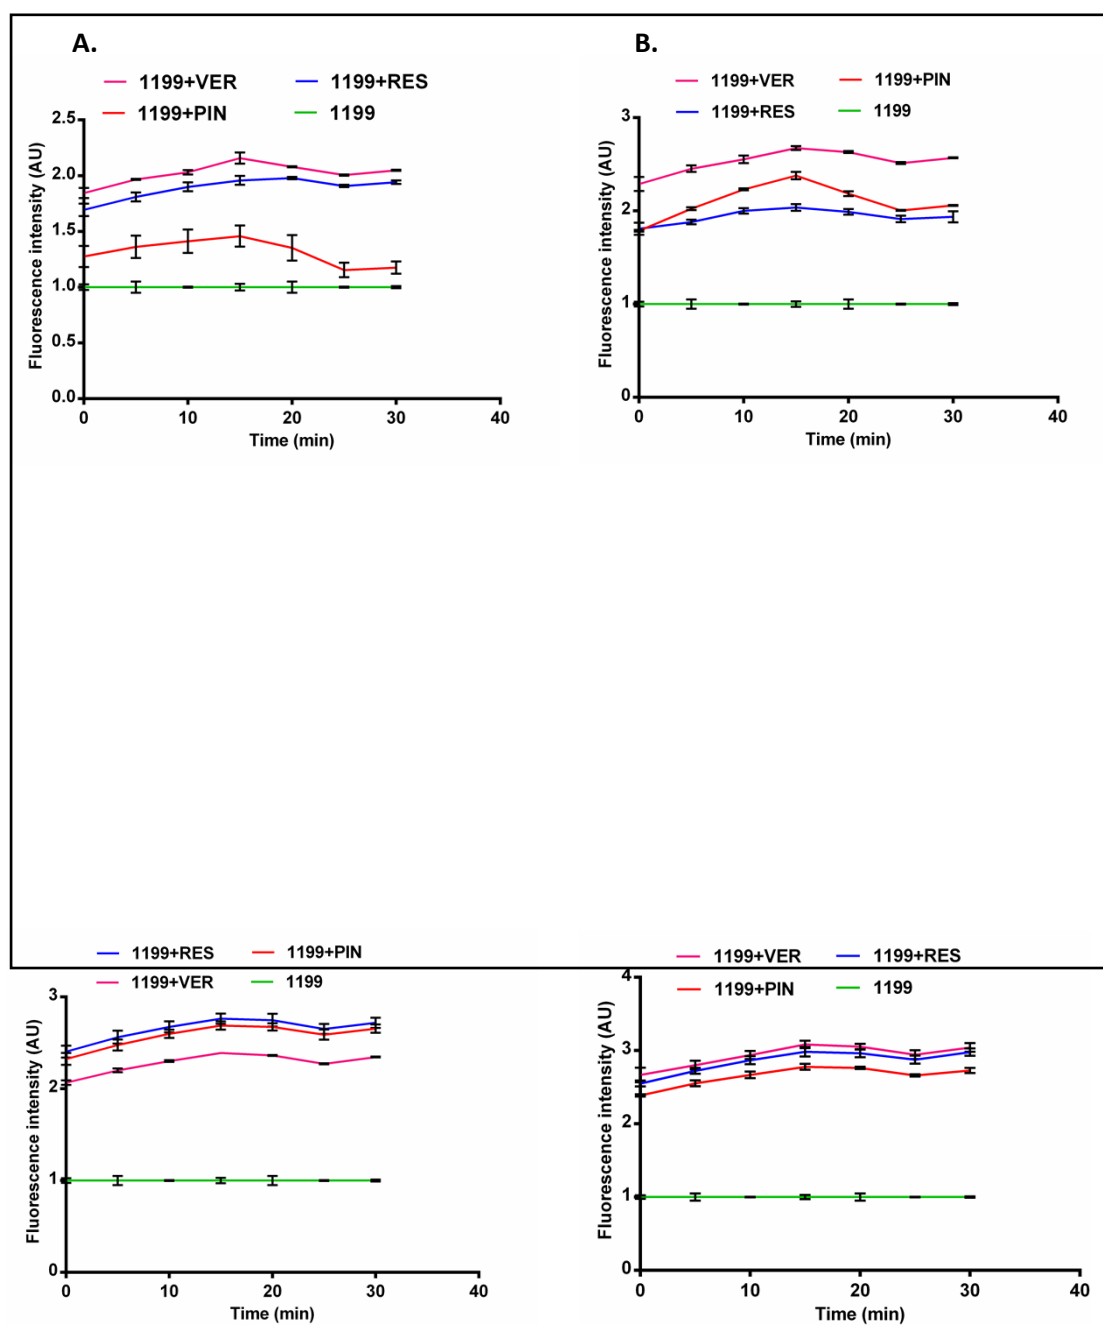 A.
1199+VER 1199+RES
1199+PIN 1199
Fluorescence intensity (AU)
2.5
2.0
1.5
1.0
0.5
0.0
0 10 20 30 40
Time (min)
B.
1199+VER 1199+PIN
1199+RES 1199
Fluorescence intensity (AU)
3
2
1
0
0 10 20 30 40
Time (min)
1199+RES 1199+PIN
1199+VER 1199
Fluorescence intensity (AU)
3
2
1
0
0 10 20 30 40
Time (min)
1199+VER 1199+RES
1199+PIN 1199
Fluorescence intensity (AU)
4
3
2
1
0
0 10 20 30 40
Time (min)